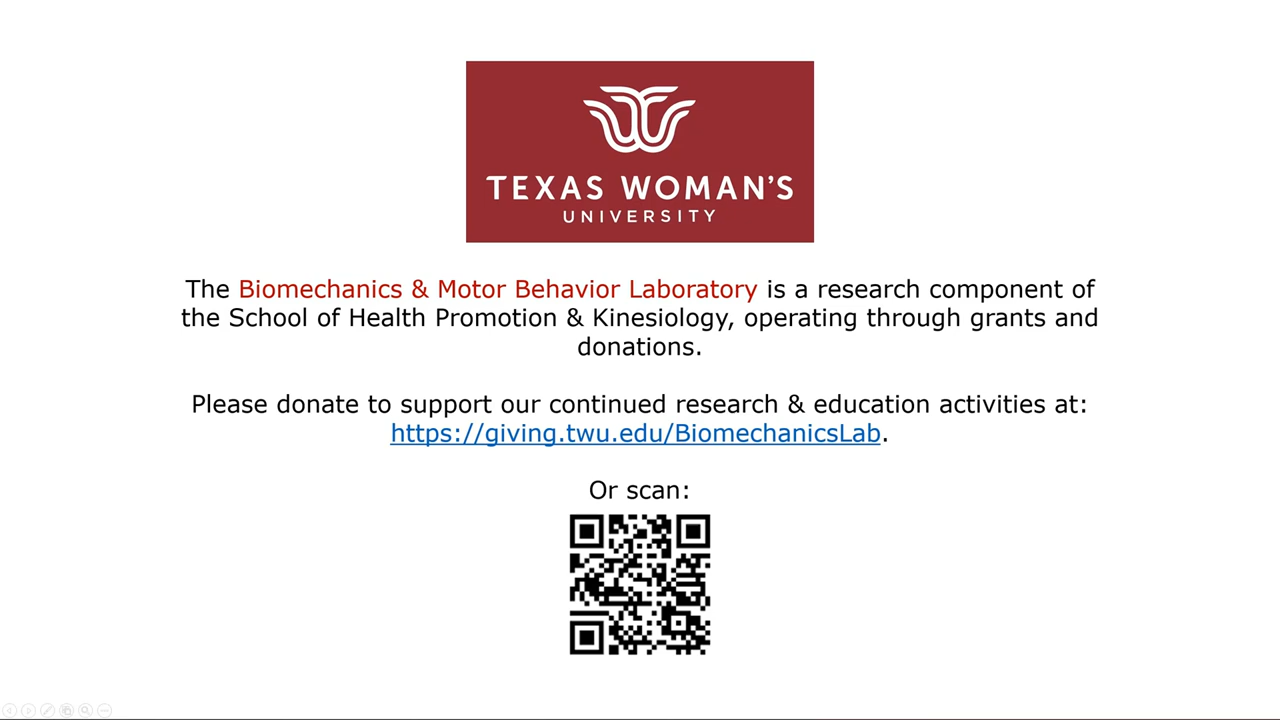 TEXAS WOMAN'S
UNIVERSITY
The Biomechanics & Motor Behavior Laboratory is a research component of
the School of Health Promotion & Kinesiology, operating through grants and
donations.
Please donate to support our continued research & education activities at:
https://giving.twu.edu/BiomechanicsLab.
Or scan: